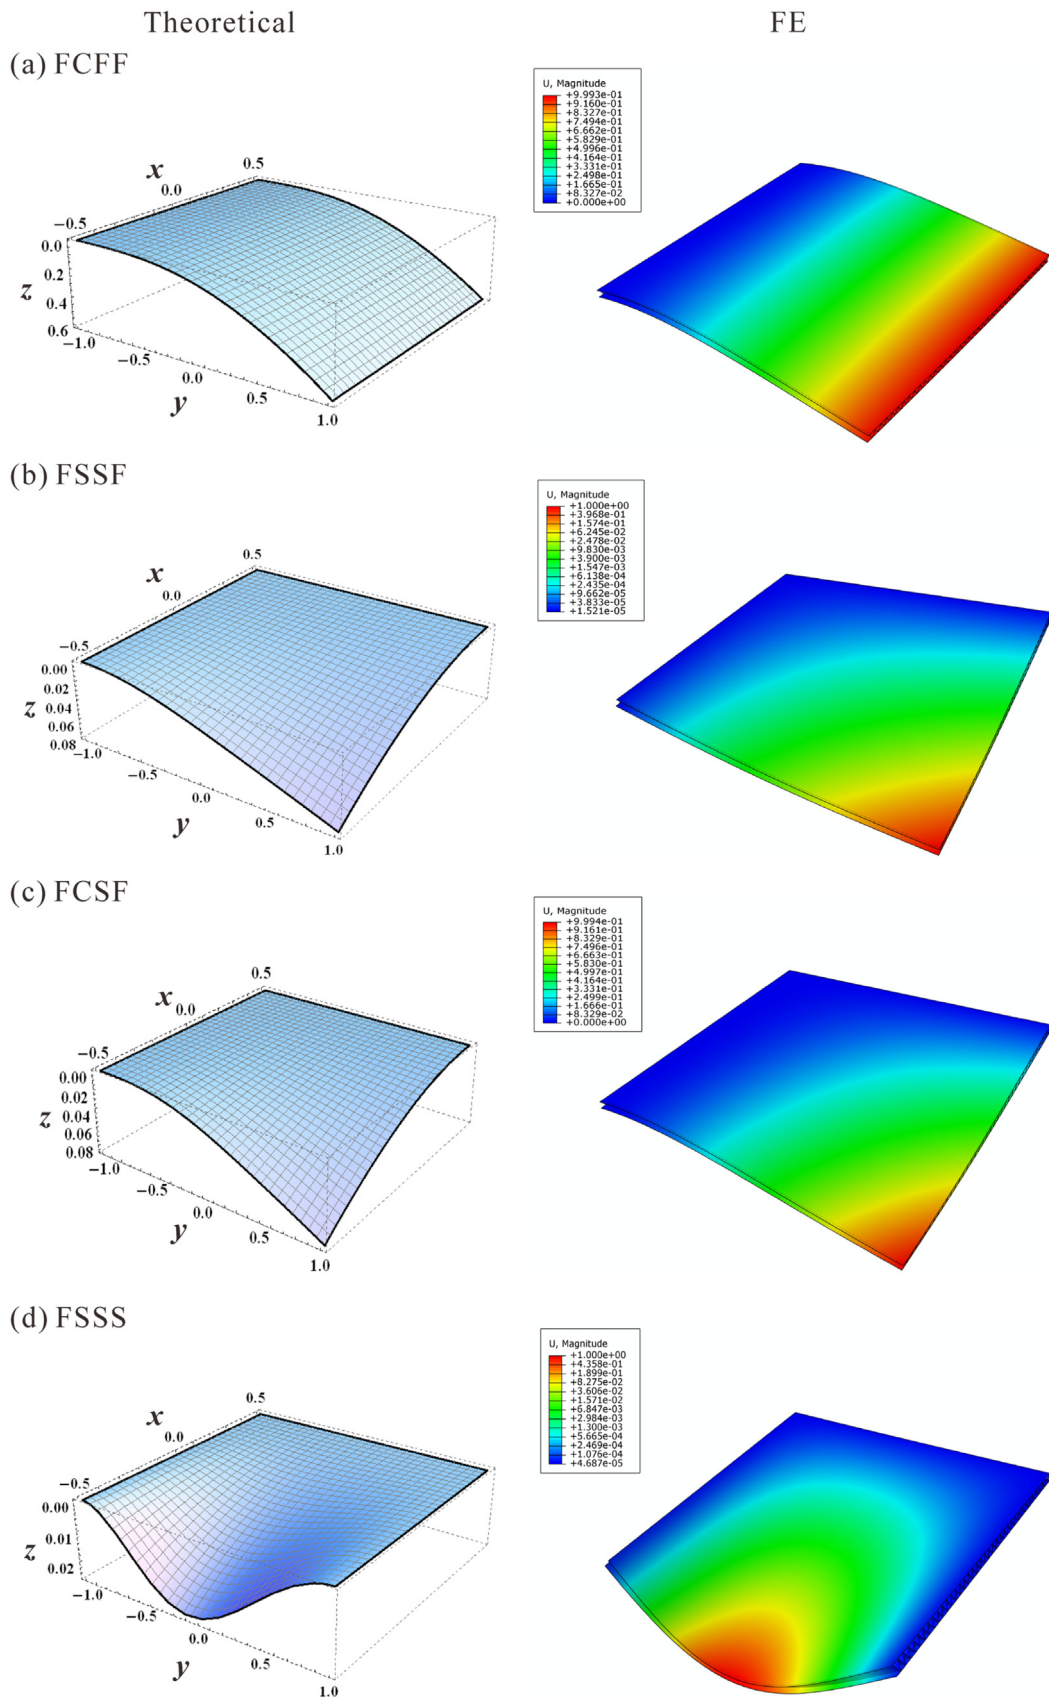 Theoretical FE
(a) FCFF
x
0.5
0.0
−0.5
0.0
0.2
z 0.4
0.6
−1.0
−0.5
0.0
0.5
1.0
y
U, Magnitude
+9.993e-01
+9.160e-01
+8.327e-01
+7.494e-01
+6.662e-01
+5.829e-01
+4.996e-01
+4.164e-01
+3.331e-01
+2.498e-01
+1.665e-01
+8.327e-02
+0.000e+00
(b) FSSF
x
0.5
0.0
−0.5
0.00
0.02
z 0.04
0.06
0.08
−1.0
−0.5
0.0
0.5
1.0
y
U, Magnitude
+1.000e+00
+3.968e-01
+1.574e-01
+6.245e-02
+2.478e-02
+9.830e-03
+3.900e-03
+1.547e-03
+6.138e-04
+2.435e-04
+9.662e-05
+3.833e-05
+1.521e-05
(c) FCSF
x
0.5
0.0
−0.5
0.00
0.02
z 0.04
0.06
0.08
−1.0
−0.5
0.0
0.5
1.0
y
U, Magnitude
+9.994e-01
+9.161e-01
+8.329e-01
+7.496e-01
+6.663e-01
+5.830e-01
+4.997e-01
+4.164e-01
+3.331e-01
+2.499e-01
+1.666e-01
+8.329e-02
+0.000e+00
(d) FSSS
x
0.5
0.0
−0.5
0.00
0.01
z 0.02
−1.0
−0.5
0.0
0.5
1.0
y
U, Magnitude
+1.000e+00
+4.358e-01
+1.899e-01
+8.275e-02
+3.606e-02
+1.571e-02
+6.847e-03
+2.984e-03
+1.300e-03
+5.665e-04
+2.469e-04
+1.076e-04
+4.687e-05